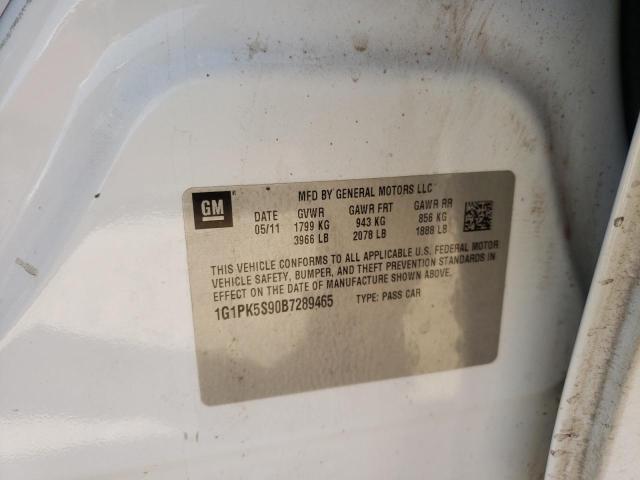 GM
MFD BY GENERAL MOTORS LLC
DATE GVWR GAWR FRT GAWR RR
05/11 1799 KG 943 KG 856 KG
3966 LB 2078 LB 1888 LB
THIS VEHICLE CONFORMS TO ALL APPLICABLE U.S. FEDERAL MOTOR
VEHICLE SAFETY, BUMPER, AND THEFT PREVENTION STANDARDS IN
EFFECT ON THE DATE OF MANUFACTURE SHOWN ABOVE.
1G1PK5S90B7289465 TYPE: PASS CAR